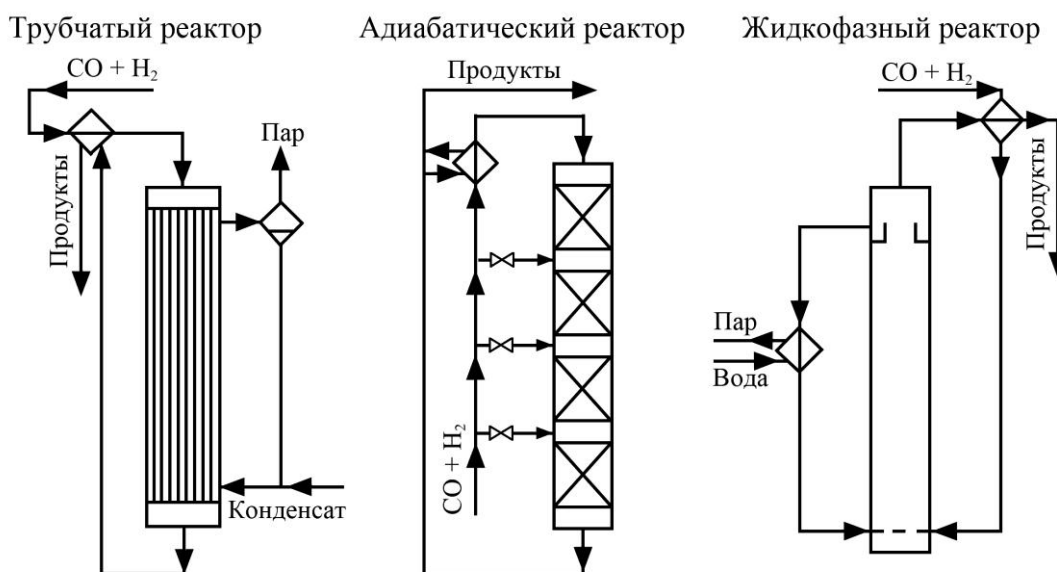 Трубчатый реактор
CO + H₂
Пар
Продукты
Конденсат
Адиабатический реактор
Продукты
CO + H₂
Жидкофазный реактор
CO + H₂
Продукты
Пар
Вода